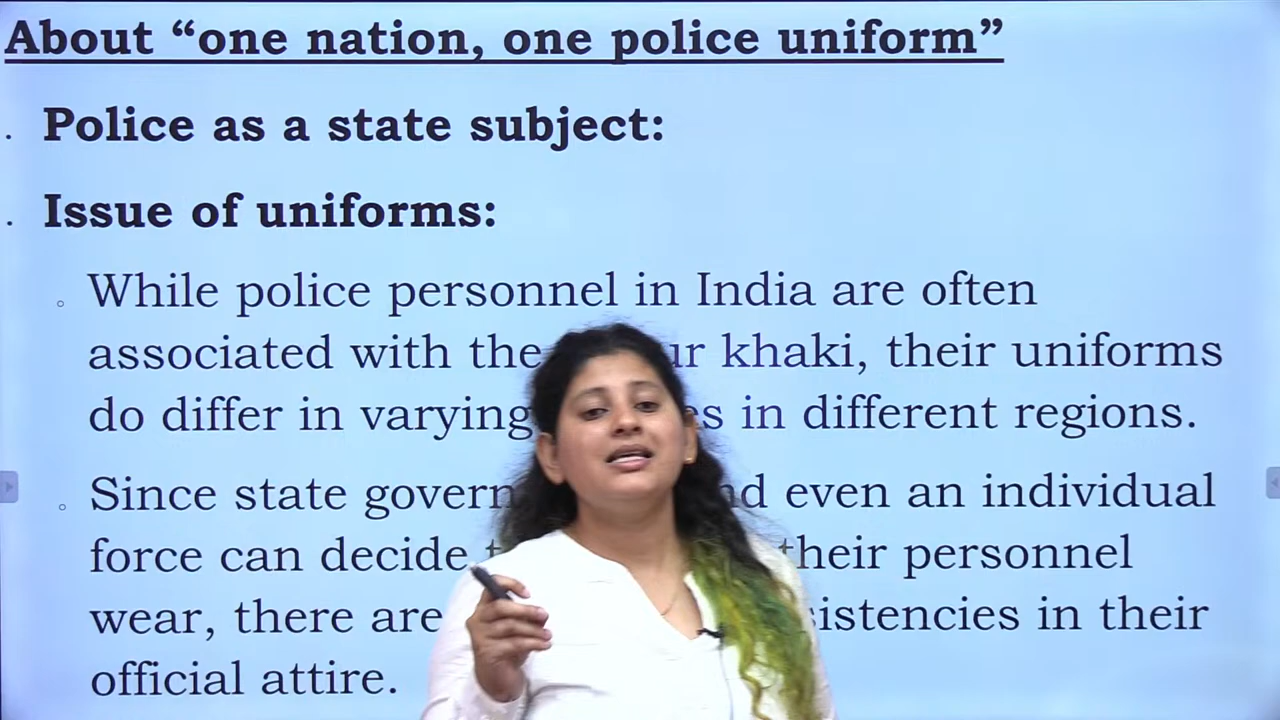 About “one nation, one police uniform”
. Police as a state subject:
. Issue of uniforms:
◦ While police personnel in India are often
associated with the khaki, their uniforms
do differ in varying in different regions.
◦ Since state even an individual
force can decide their personnel
wear, there are in their
official attire.